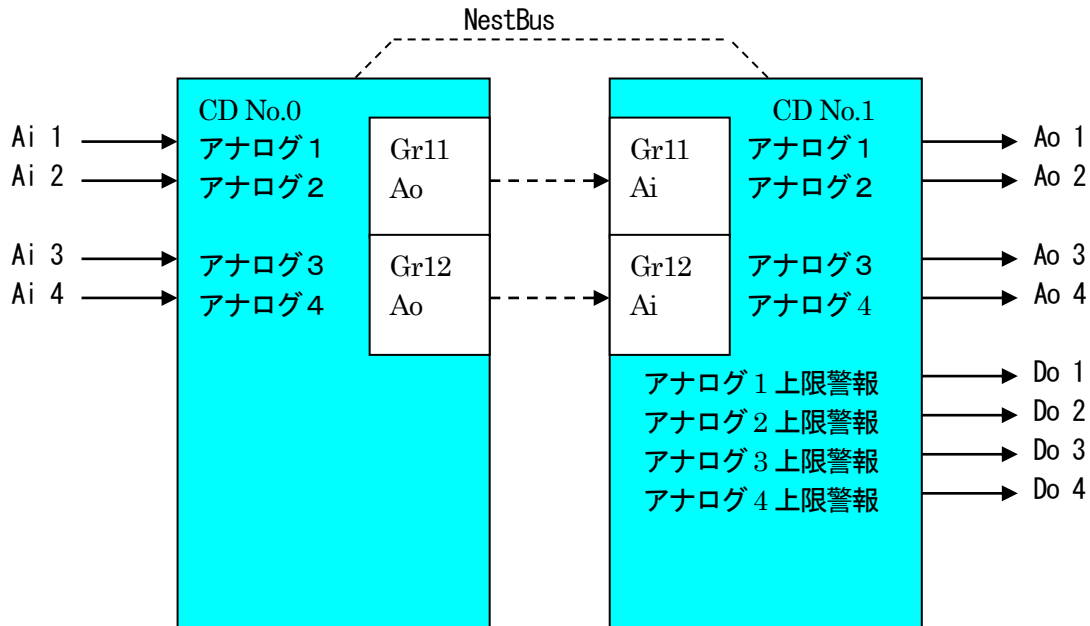 NestBus
CD No.0
Ai 1
アナログ１
Ai 2
アナログ２
Ai 3
アナログ３
Ai 4
アナログ４
Gr11
Ao
Gr12
Ao
CD No.1
Gr11
Ai
Gr12
Ai
アナログ１
Ao 1
アナログ２
Ao 2
アナログ３
Ao 3
アナログ 4
Ao 4
アナログ 1 上限警報
Do 1
アナログ 2 上限警報
Do 2
アナログ 3 上限警報
Do 3
アナログ 4 上限警報
Do 4